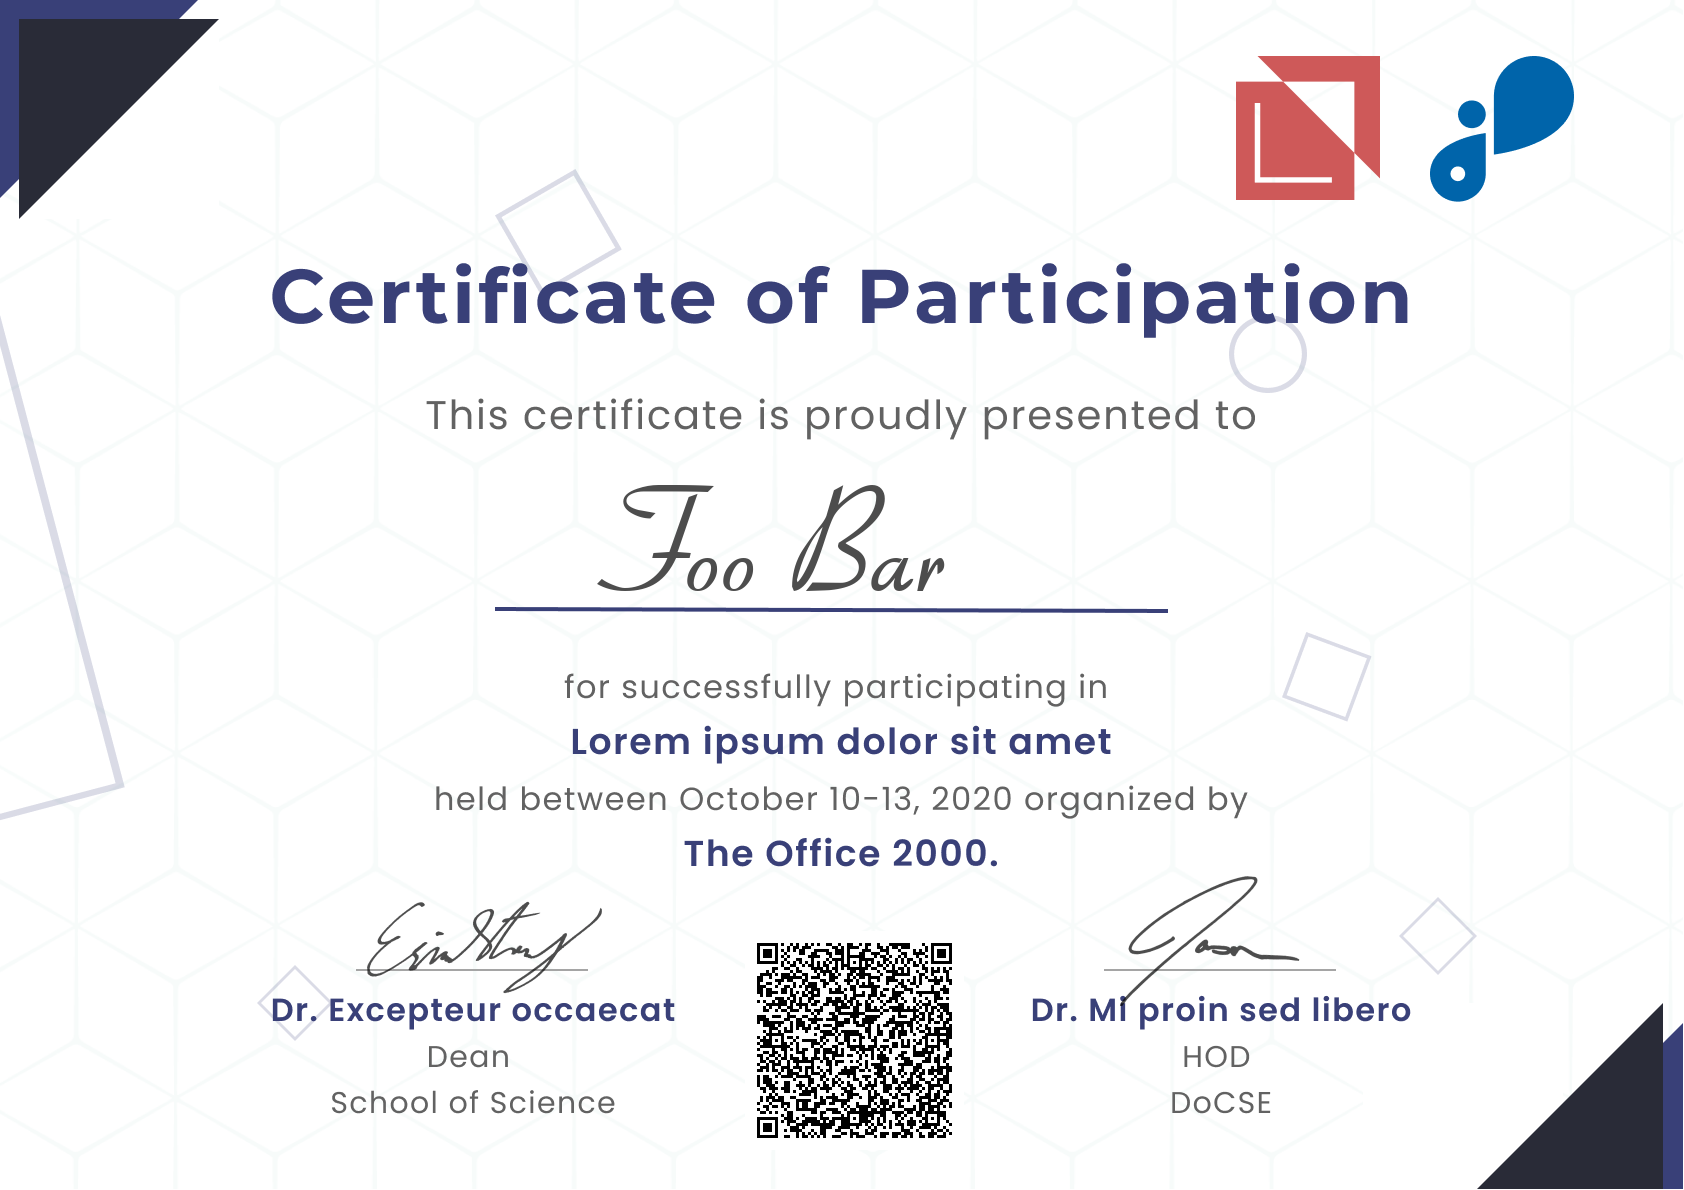 Certificate of Participation
This certificate is proudly presented to
Foo Bar
for successfully participating in
Lorem ipsum dolor sit amet
held between October 10-13, 2020 organized by
The Office 2000.
Dr. Excepteur occaecat
Dean
School of Science
Jason
Dr. Mi proin sed libero
HOD
DoCSE